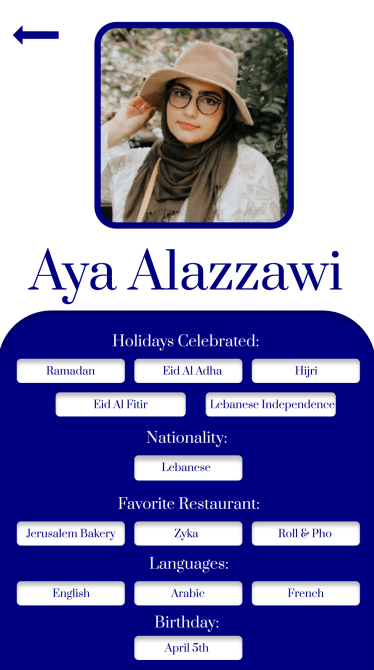 Aya Alazzawi
Holidays Celebrated:
Ramadan Eid Al Adha Hijri
Eid Al Fitir Lebanese Independence
Nationality:
Lebanese
Favorite Restaurant:
Jerusalem Bakery Zyka Roll & Pho
Languages:
English Arabic French
Birthday:
April 5th